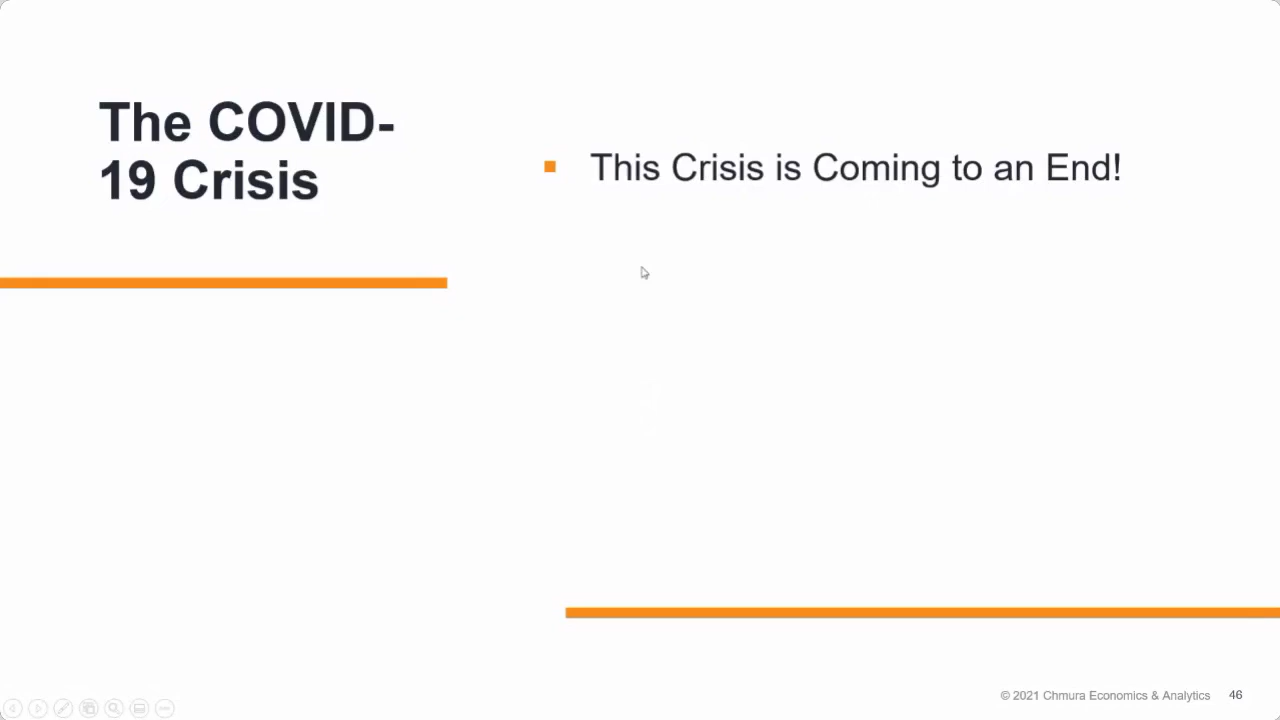 The COVID-
19 Crisis
This Crisis is Coming to an End!
© 2021 Chmura Economics & Analytics 46